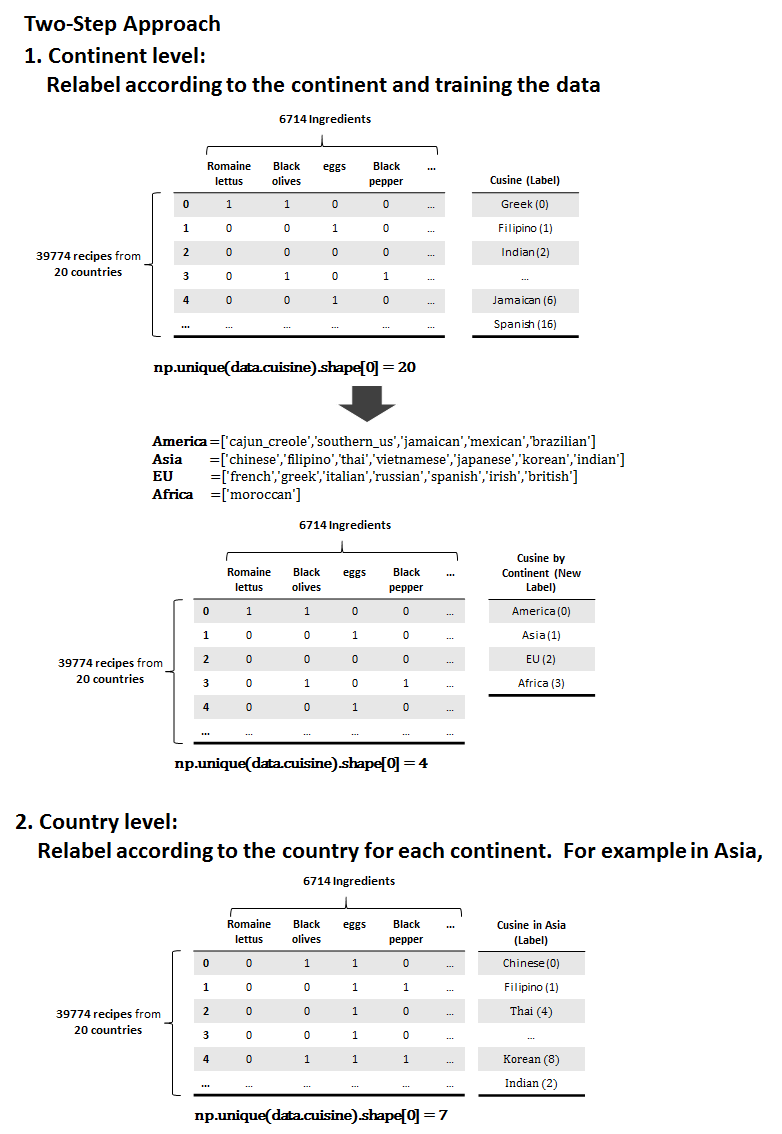 Two-Step Approach
1. Continent level:
Relabel according to the continent and training the data
6714 Ingredients
Romaine lettus Black olives eggs Black pepper ... Cusine (Label)
0 1 1 0 0 ... Greek (0)
1 0 0 1 0 ... Filipino (1)
2 0 0 0 0 ... Indian (2)
3 0 1 0 1 ... ...
4 0 0 1 0 ... Jamaican (6)
... ... ... ... ... ... Spanish (16)
39774 recipes from
20 countries
np.unique(data.cuisine).shape[0] = 20
America =['cajun_creole','southern_us','jamaican','mexican','brazilian']
Asia =['chinese','filipino','thai','vietnamese','japanese','korean','indian']
EU =['french','greek','italian','russian','spanish','irish','british']
Africa =['moroccan']
6714 Ingredients
Romaine lettus Black olives eggs Black pepper ... Cusine by Continent (New Label)
0 1 1 0 0 ... America (0)
1 0 0 1 0 ... Asia (1)
2 0 0 0 0 ... EU (2)
3 0 1 0 1 ... Africa (3)
4 0 0 1 0 ...
... ... ... ... ... ...
39774 recipes from
20 countries
np.unique(data.cuisine).shape[0] = 4
2. Country level:
Relabel according to the country for each continent. For example in Asia,
6714 Ingredients
Romaine lettus Black olives eggs Black pepper ... Cusine in Asia (Label)
0 0 1 1 0 ... Chinese (0)
1 0 0 1 1 ... Filipino (1)
2 0 0 1 0 ... Thai (4)
3 0 0 1 0 ... ...
4 0 1 1 1 ... Korean (8)
... ... ... ... ... ... Indian (2)
39774 recipes from
20 countries
np.unique(data.cuisine).shape[0] = 7